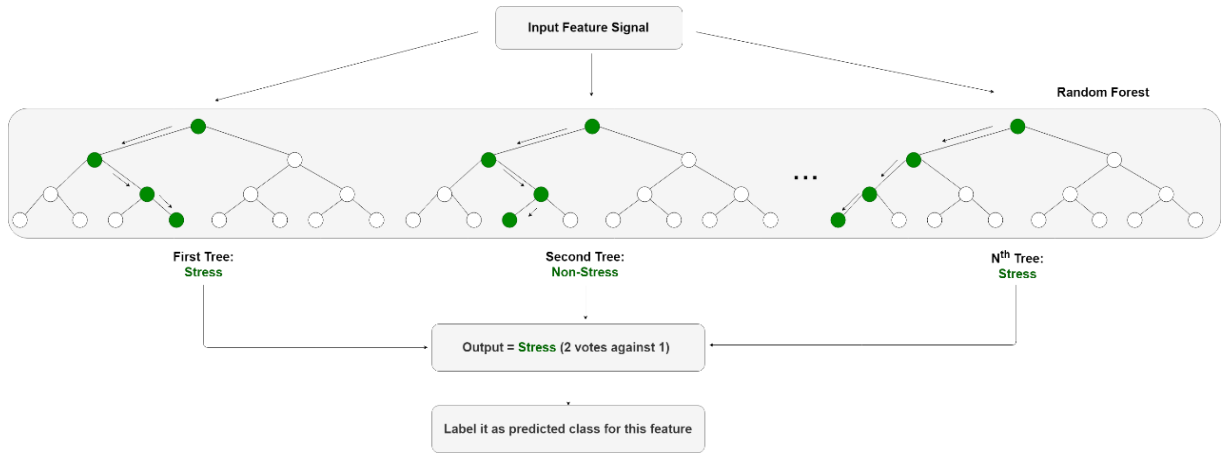 Input Feature Signal
Random Forest
...
First Tree:
Stress
Second Tree:
Non-Stress
Nth Tree:
Stress
Output = Stress (2 votes against 1)
Label it as predicted class for this feature